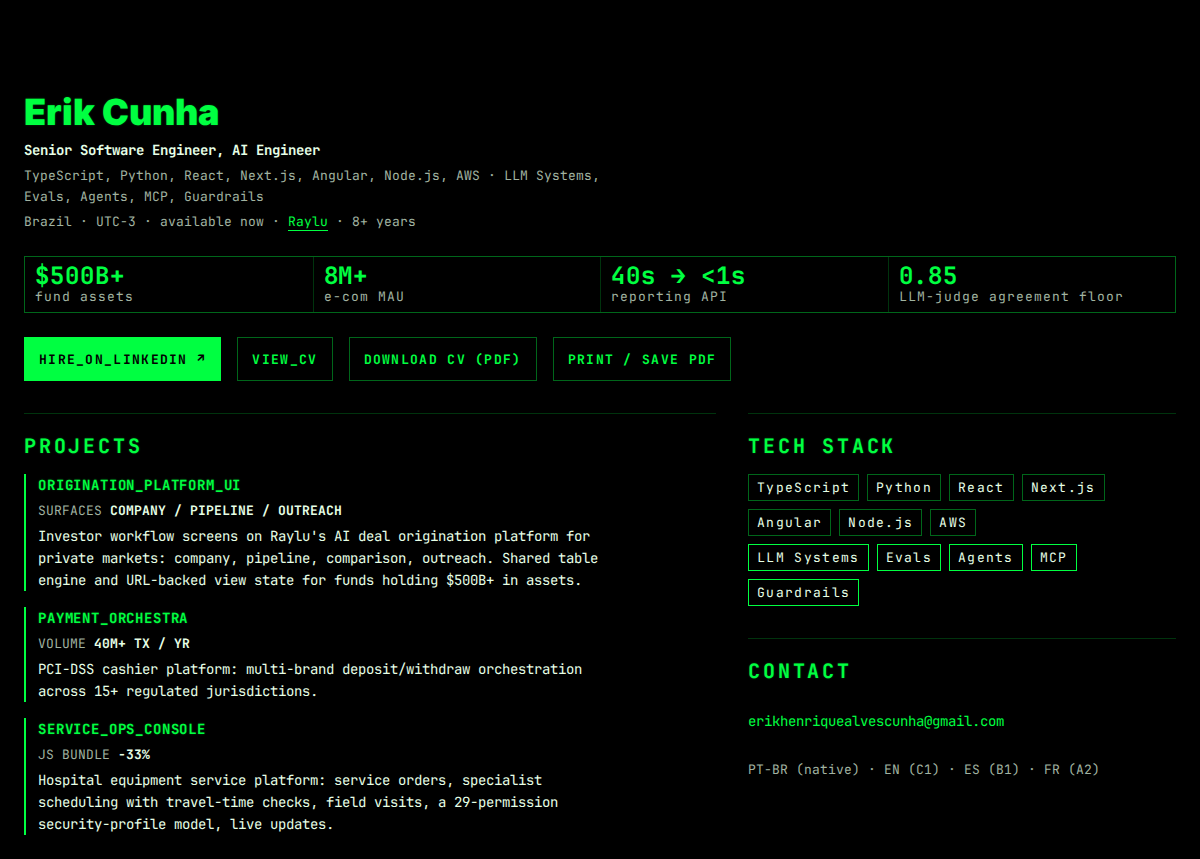 Erik Cunha
Senior Software Engineer, AI Engineer
TypeScript, Python, React, Next.js, Angular, Node.js, AWS · LLM Systems,
Evals, Agents, MCP, Guardrails
Brazil · UTC-3 · available now · Raylu · 8+ years
$500B+
fund assets
8M+
e-com MAU
40s → <1s
reporting API
0.85
LLM-judge agreement floor
HIRE_ON_LINKEDIN ↗
VIEW_CV
DOWNLOAD CV (PDF)
PRINT / SAVE PDF
PROJECTS
ORIGINATION_PLATFORM_UI
SURFACES COMPANY / PIPELINE / OUTREACH
Investor workflow screens on Raylu's AI deal origination platform for
private markets: company, pipeline, comparison, outreach. Shared table
engine and URL-backed view state for funds holding $500B+ in assets.
PAYMENT_ORCHESTRA
VOLUME 40M+ TX / YR
PCI-DSS cashier platform: multi-brand deposit/withdraw orchestration
across 15+ regulated jurisdictions.
SERVICE_OPS_CONSOLE
JS BUNDLE -33%
Hospital equipment service platform: service orders, specialist
scheduling with travel-time checks, field visits, a 29-permission
security-profile model, live updates.
TECH STACK
TypeScript Python React Next.js
Angular Node.js AWS
LLM Systems Evals Agents MCP
Guardrails
CONTACT
erikhenriquealvescunha@gmail.com
PT-BR (native) · EN (C1) · ES (B1) · FR (A2)